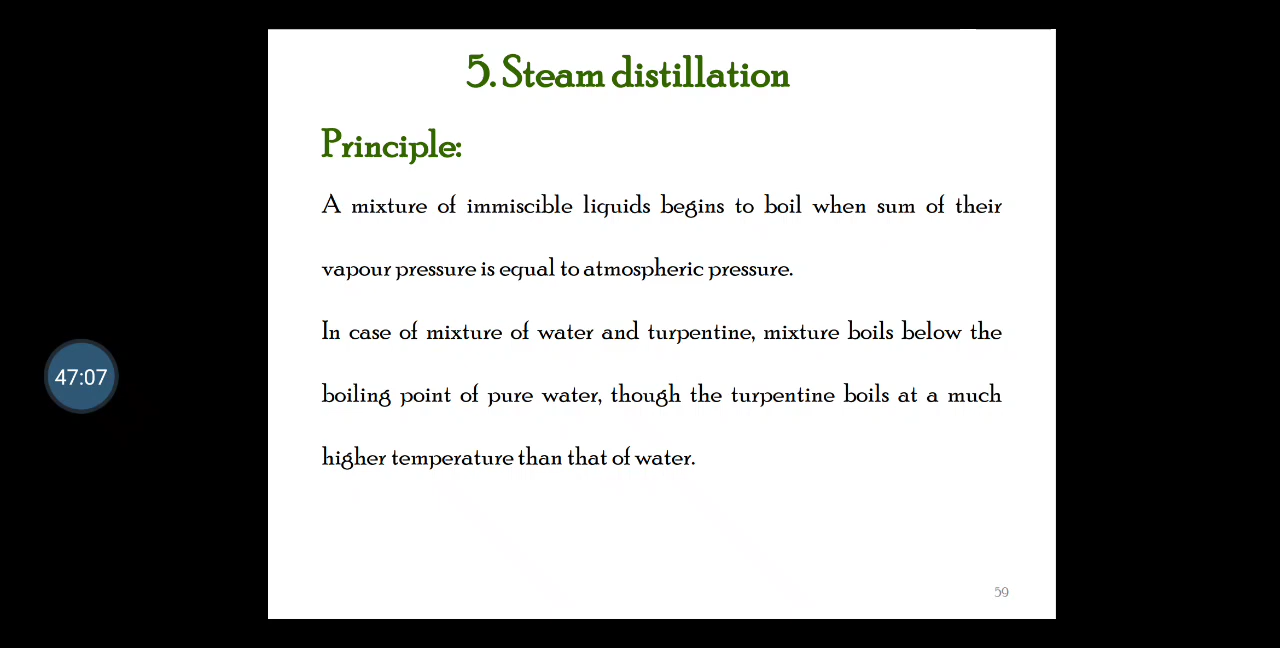 5. Steam distillation
Principle:
A mixture of immiscible liquids begins to boil when sum of their
vapour pressure is equal to atmospheric pressure.
In case of mixture of water and turpentine, mixture boils below the
47:07
boiling point of pure water, though the turpentine boils at a much
higher temperature than that of water.
59